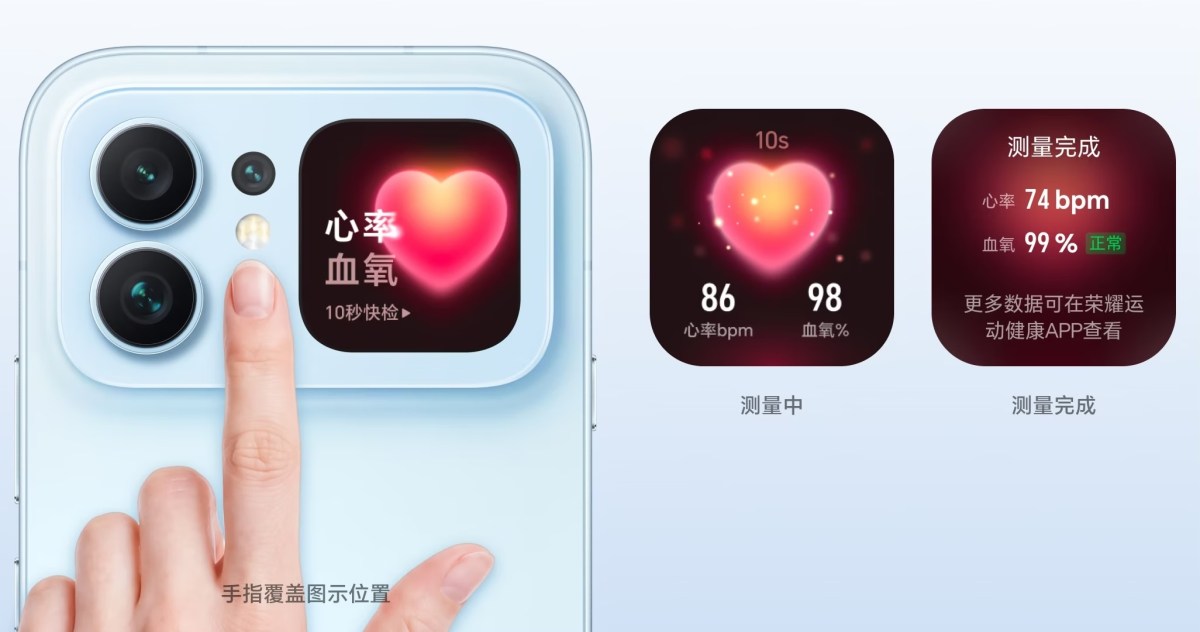 心率
血氧
10秒快检▶
手指覆盖图示位置
10s
86 98
心率bpm 血氧%
测量中
测量完成
心率 74 bpm
血氧 99 % 正常
更多数据可在荣耀运
动健康APP查看
测量完成